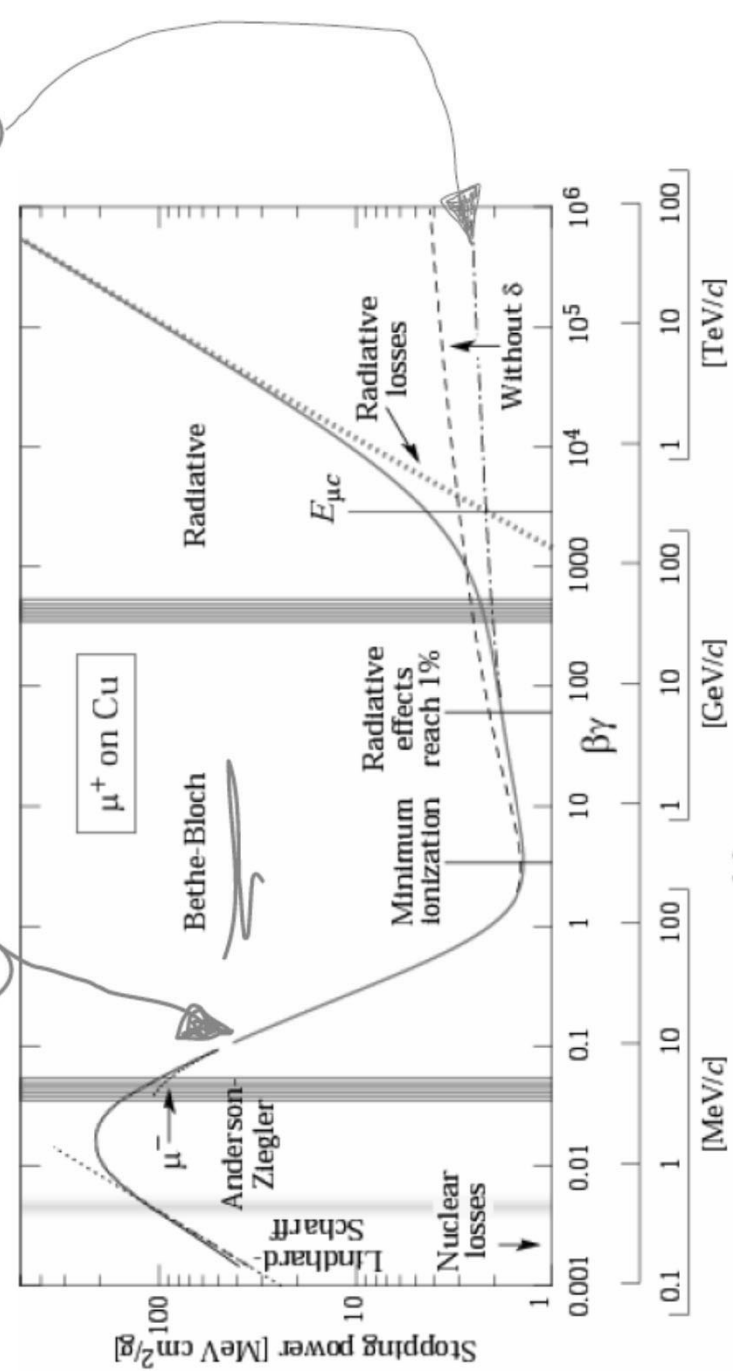 Stopping power [MeV cm²/g]
100
10
1
Lindhard-
Scharff
Anderson-
Ziegler
μ⁻
Nuclear
losses
Bethe-Bloch
μ⁺ on Cu
Radiative
Minimum
ionization
Radiative
effects
reach 1%
E_μc
Radiative
losses
Without δ
0.001 0.01 0.1 1 10 100 1000 10⁴ 10⁵ 10⁶
βγ
0.1 1 10 100 1 10 100 1 10 100
[MeV/c] [GeV/c] [TeV/c]